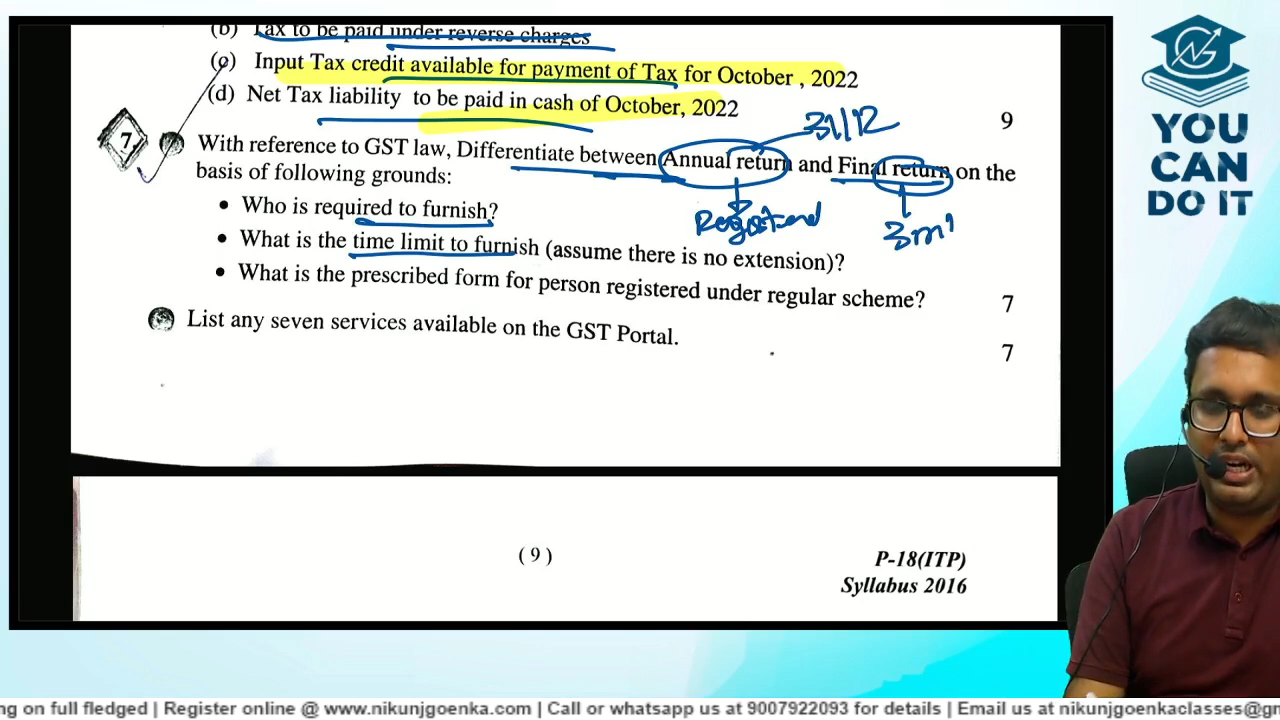 (b) Tax to be paid under reverse charges
(c) Input Tax credit available for payment of Tax for October , 2022
(d) Net Tax liability to be paid in cash of October, 2022
9
31/12
7.
With reference to GST law, Differentiate between Annual return and Final return on the
basis of following grounds:
• Who is required to furnish?
Registered
3m'
• What is the time limit to furnish (assume there is no extension)?
• What is the prescribed form for person registered under regular scheme?
7
List any seven services available on the GST Portal.
7
( 9 )
P-18(ITP)
Syllabus 2016
NG
YOU
CAN
DO IT
ng on full fledged | Register online @ www.nikunjgoenka.com | Call or whatsapp us at 9007922093 for details | Email us at nikunjgoenkaclasses@gm